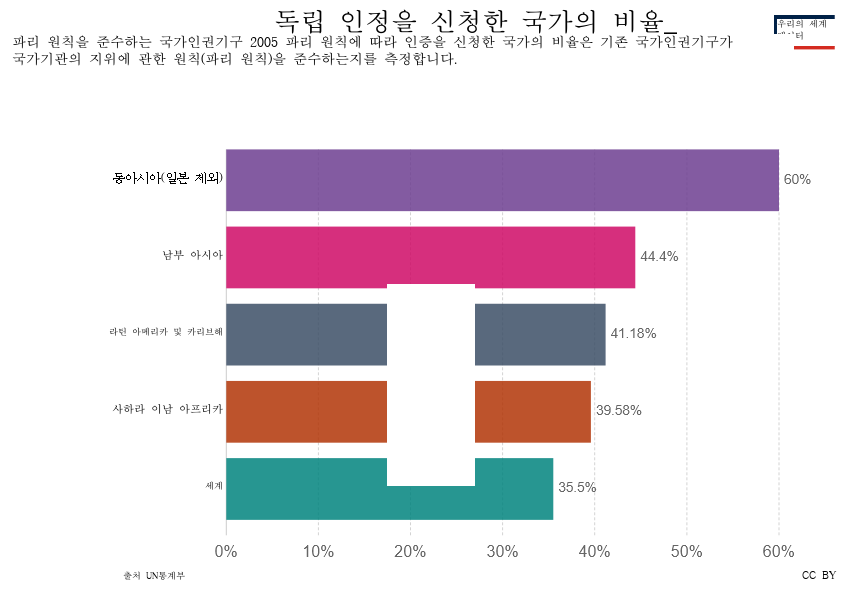 독립 인정을 신청한 국가의 비율_
우리의 세계
파리 원칙을 준수하는 국가인권기구 2005 파리 원칙에 따라 인증을 신청한 국가의 비율은 기존 국가인권기구가
국가기관의 지위에 관한 원칙(파리 원칙)을 준수하는지를 측정합니다.
동아시아(일본 제외)
60%
남부 아시아
44.4%
라틴 아메리카 및 카리브해
41.18%
사하라 이남 아프리카
39.58%
세계
35.5%
0% 10% 20% 30% 40% 50% 60%
출처 UN통계부
CC BY